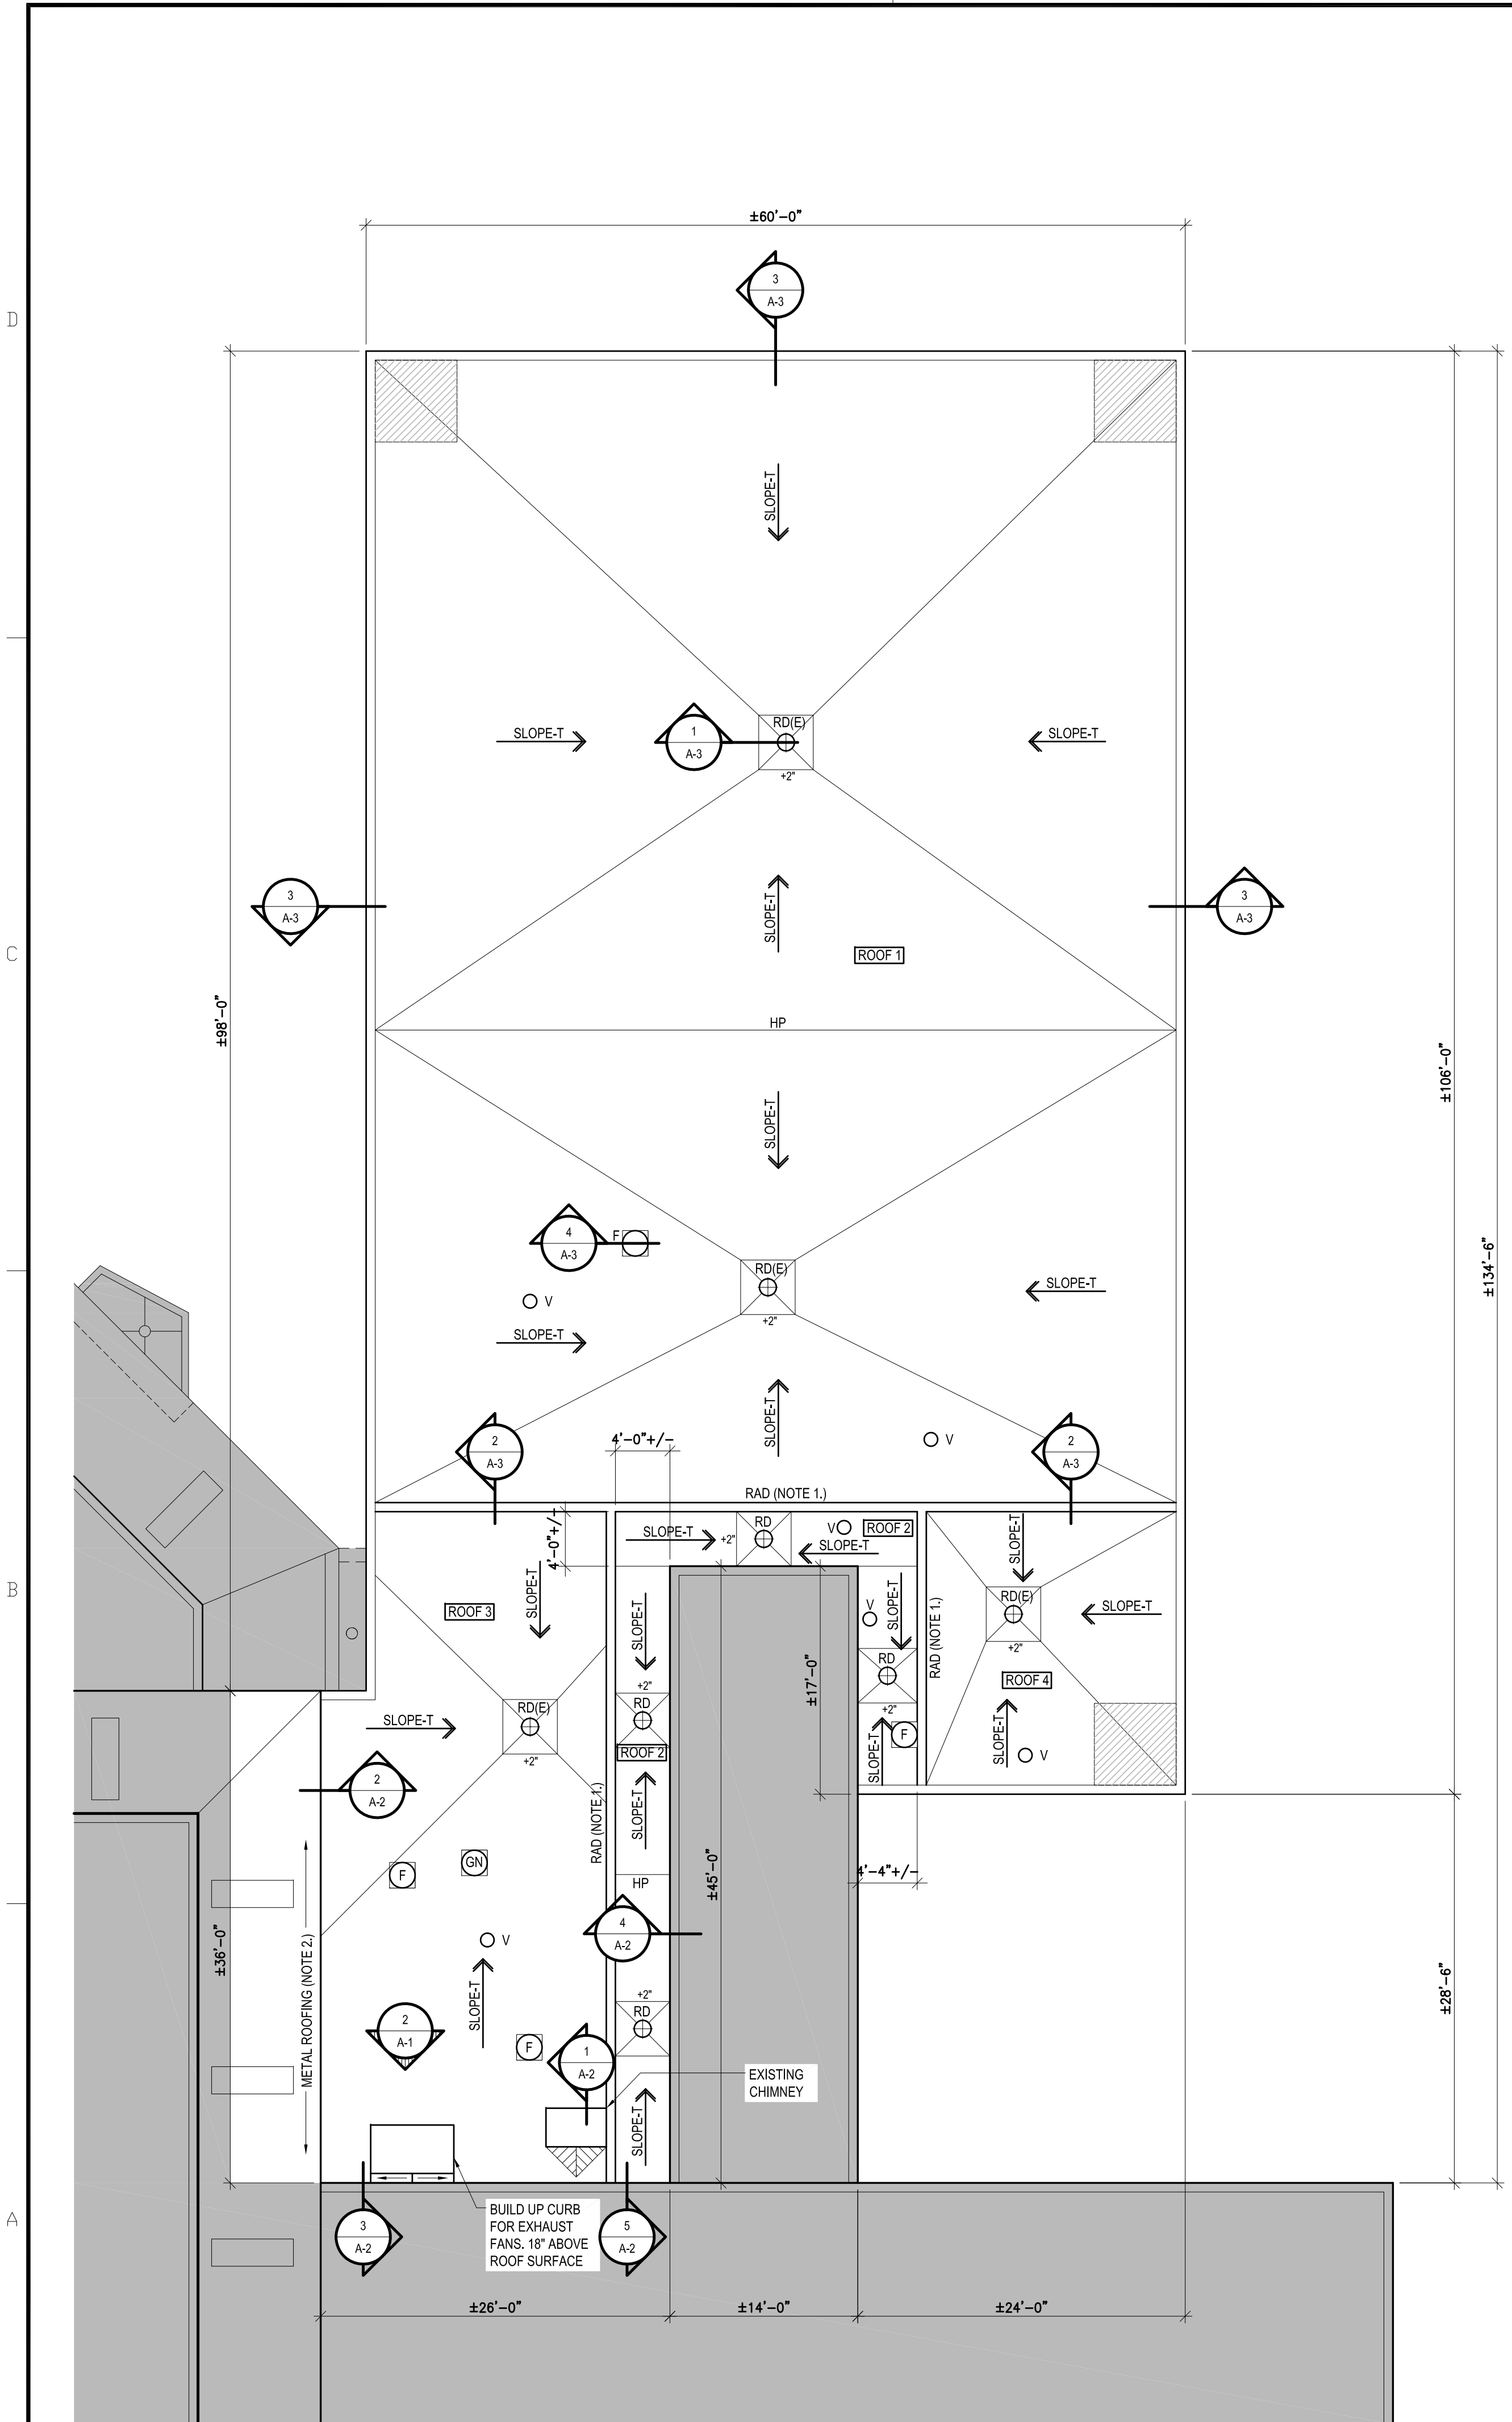 ±60'-0"
3
A-3
D
SLOPE-T
RD(E)
1
A-3
SLOPE-T
SLOPE-T
+2"
3
A-3
3
A-3
SLOPE-T
ROOF 1
C
±98'-0"
HP
±106'-0"
SLOPE-T
4
A-3
F
RD(E)
±134'-6"
SLOPE-T
V
+2"
SLOPE-T
SLOPE-T
2
A-3
4'-0"+/-
V
2
A-3
RAD (NOTE 1.)
4'-0"+/-
SLOPE-T
+2"
RD
V
ROOF 2
SLOPE-T
SLOPE-T
B
ROOF 3
SLOPE-T
SLOPE-T
V
SLOPE-T
RAD (NOTE 1.)
RD(E)
SLOPE-T
+2"
RD
ROOF 4
±17'-0"
+2"
RD
RD(E)
SLOPE-T
+2"
+2"
F
SLOPE-T
SLOPE-T
V
ROOF 2
2
A-2
SLOPE-T
RAD (NOTE 1.)
F
GN
HP
±45'-0"
4'-4"+/-
4
A-2
V
±36'-0"
METAL ROOFING (NOTE 2.)
SLOPE-T
+2"
RD
±28'-6"
2
A-1
F
1
A-2
EXISTING
CHIMNEY
SLOPE-T
A
BUILD UP CURB
FOR EXHAUST
FANS. 18" ABOVE
ROOF SURFACE
3
A-2
5
A-2
±26'-0"
±14'-0"
±24'-0"